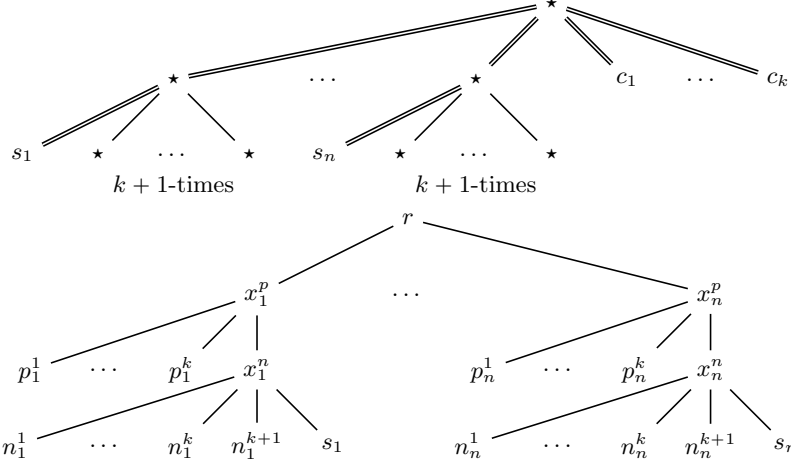 ⋆
⋆ ⋯ ⋆ c₁ ⋯ cₖ
s₁ ⋆ ⋯ ⋆ sₙ ⋆ ⋯ ⋆
k + 1-times k + 1-times
r
x₁ᵖ ⋯ xₙᵖ
p₁¹ ⋯ p₁ᵏ x₁ⁿ pₙ¹ ⋯ pₙᵏ xₙⁿ
n₁¹ ⋯ n₁ᵏ n₁ᵏ⁺¹ s₁ nₙ¹ ⋯ nₙᵏ nₙᵏ⁺¹ sₙ